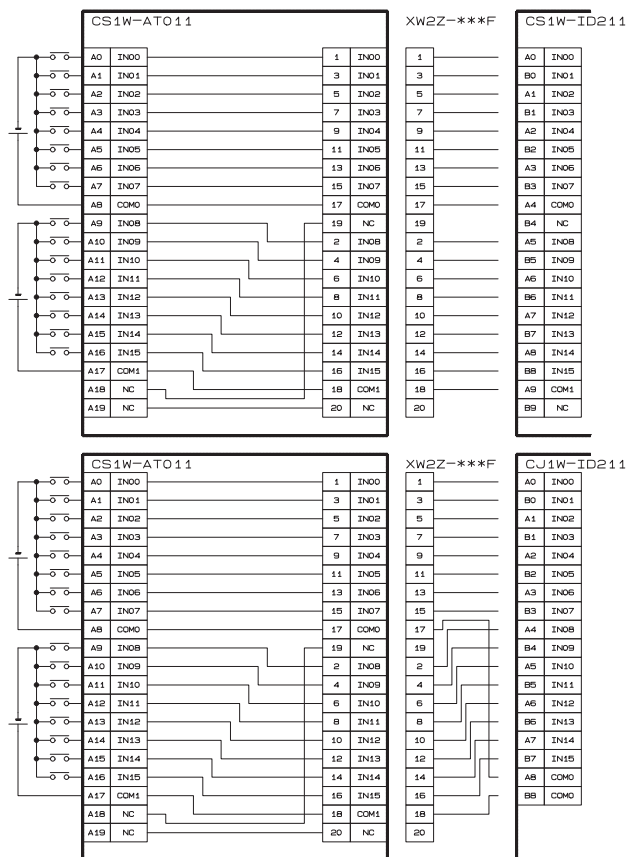 CS1W-AT011 XW2Z-***F CS1W-ID211
A0 IN00 1 IN00 1 A0 IN00
A1 IN01 3 IN01 3 B0 IN01
A2 IN02 5 IN02 5 A1 IN02
A3 IN03 7 IN03 7 B1 IN03
A4 IN04 9 IN04 9 A2 IN04
A5 IN05 11 IN05 11 B2 IN05
A6 IN06 13 IN06 13 A3 IN06
A7 IN07 15 IN07 15 B3 IN07
A8 COM0 17 COM0 17 A4 COM0
A9 IN08 19 NC 19 B4 NC
A10 IN09 2 IN08 2 A5 IN08
A11 IN10 4 IN09 4 B5 IN09
A12 IN11 6 IN10 6 A6 IN10
A13 IN12 8 IN11 8 B6 IN11
A14 IN13 10 IN12 10 A7 IN12
A15 IN14 12 IN13 12 B7 IN13
A16 IN15 14 IN14 14 A8 IN14
A17 COM1 16 IN15 16 B8 IN15
A18 NC 18 COM1 18 A9 COM1
A19 NC 20 NC 20 B9 NC
CS1W-AT011 XW2Z-***F CJ1W-ID211
A0 IN00 1 IN00 1 A0 IN00
A1 IN01 3 IN01 3 B0 IN01
A2 IN02 5 IN02 5 A1 IN02
A3 IN03 7 IN03 7 B1 IN03
A4 IN04 9 IN04 9 A2 IN04
A5 IN05 11 IN05 11 B2 IN05
A6 IN06 13 IN06 13 A3 IN06
A7 IN07 15 IN07 15 B3 IN07
A8 COM0 17 COM0 17 A4 IN08
A9 IN08 19 NC 19 B4 IN09
A10 IN09 2 IN08 2 A5 IN10
A11 IN10 4 IN09 4 B5 IN11
A12 IN11 6 IN10 6 A6 IN12
A13 IN12 8 IN11 8 B6 IN13
A14 IN13 10 IN12 10 A7 IN14
A15 IN14 12 IN13 12 B7 IN15
A16 IN15 14 IN14 14 A8 COM0
A17 COM1 16 IN15 16 B8 COM0
A18 NC 18 COM1 18
A19 NC 20 NC 20